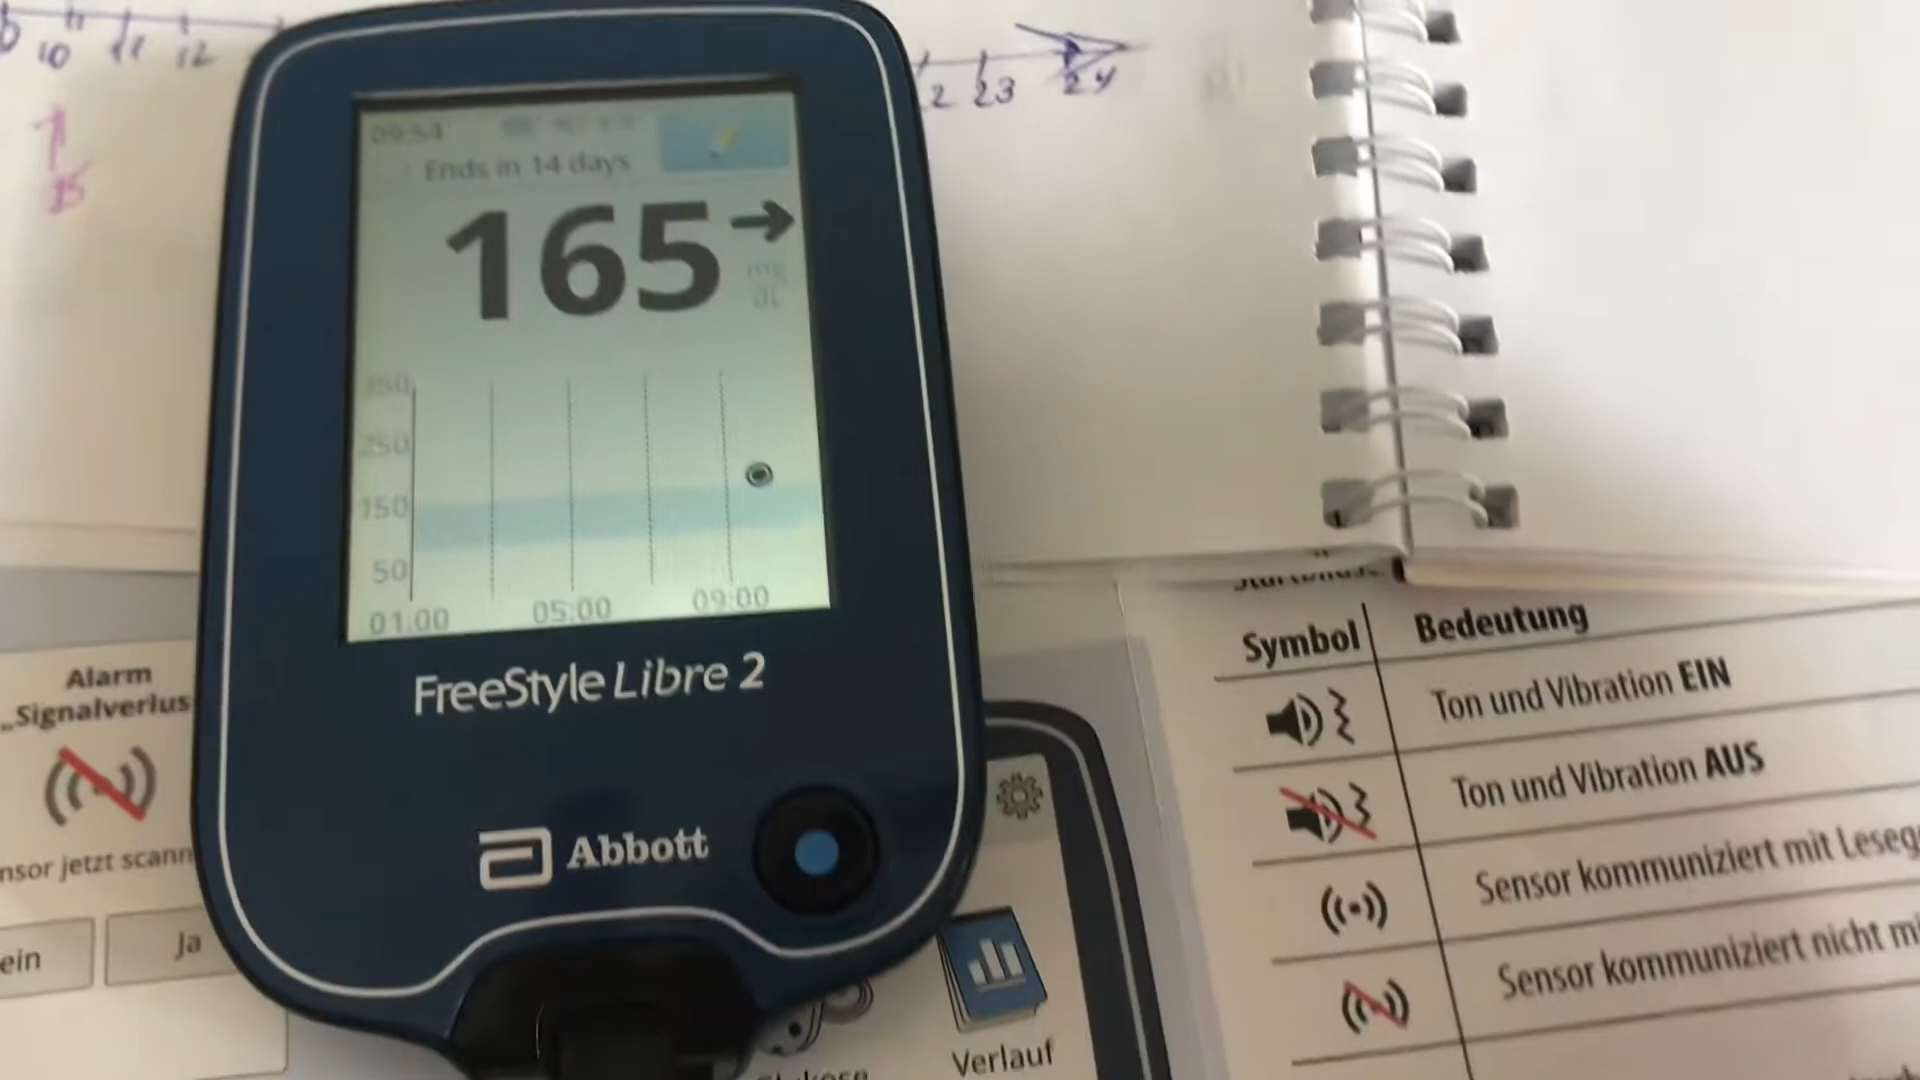 10 11 12
2 23 24
09:54
Ends in 14 days
165
mg
dL
350
250
150
50
01:00 05:00 09:00
FreeStyle Libre 2
Abbott
Alarm
„Signalverlus
nsor jetzt scann
ein
Ja
Verlauf
Symbol Bedeutung
Ton und Vibration EIN
Ton und Vibration AUS
Sensor kommuniziert mit Leseg
Sensor kommuniziert nicht mi